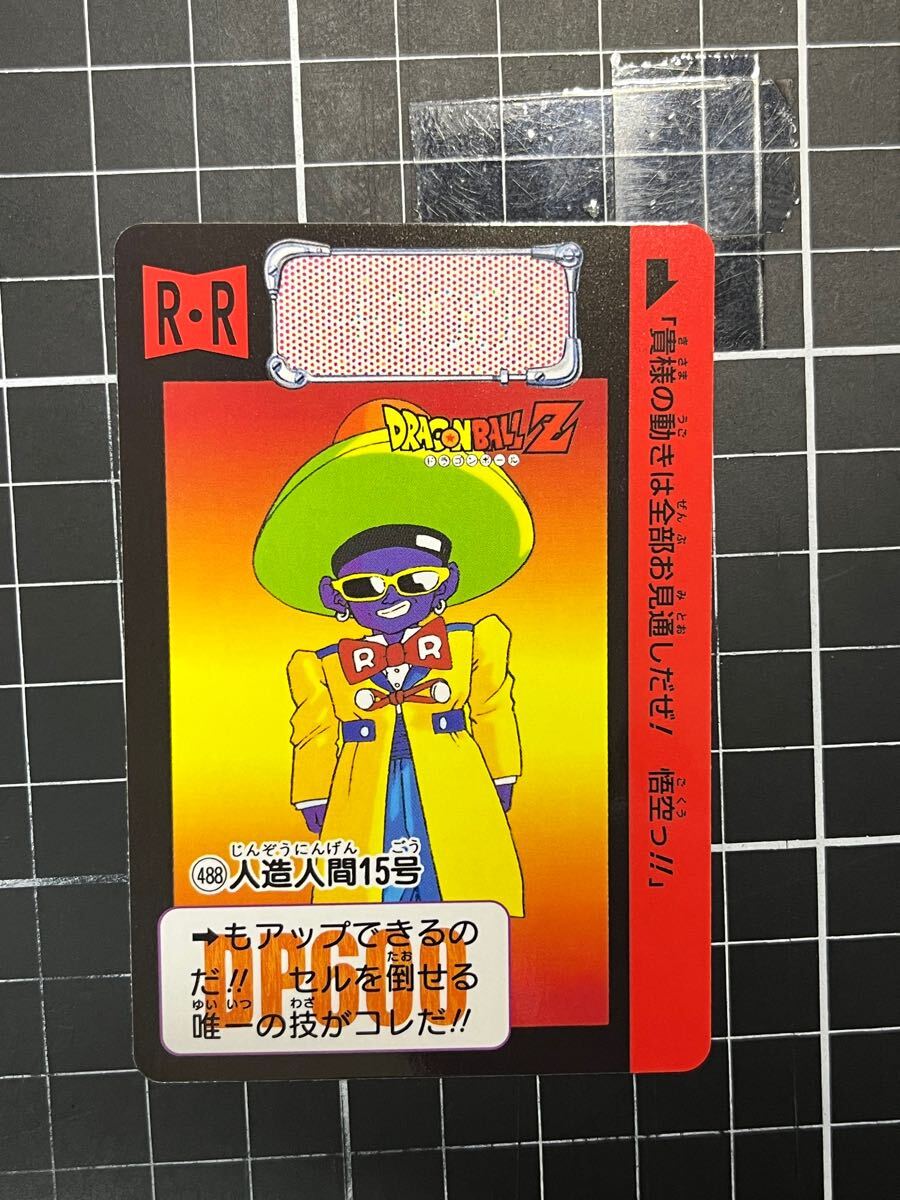 R・R
DRAGONBALL Z
ドラゴンボール
R R
じんぞうにんげん ごう
488 人造人間15号
DP600
➡もアップできるの
たお
だ!! セルを倒せる
ゆいいつ わざ
唯一の技がコレだ!!
き さま うご ぜんぶ みとお ごくう
「貴様の動きは全部お見通しだぜ! 悟空っ!!」